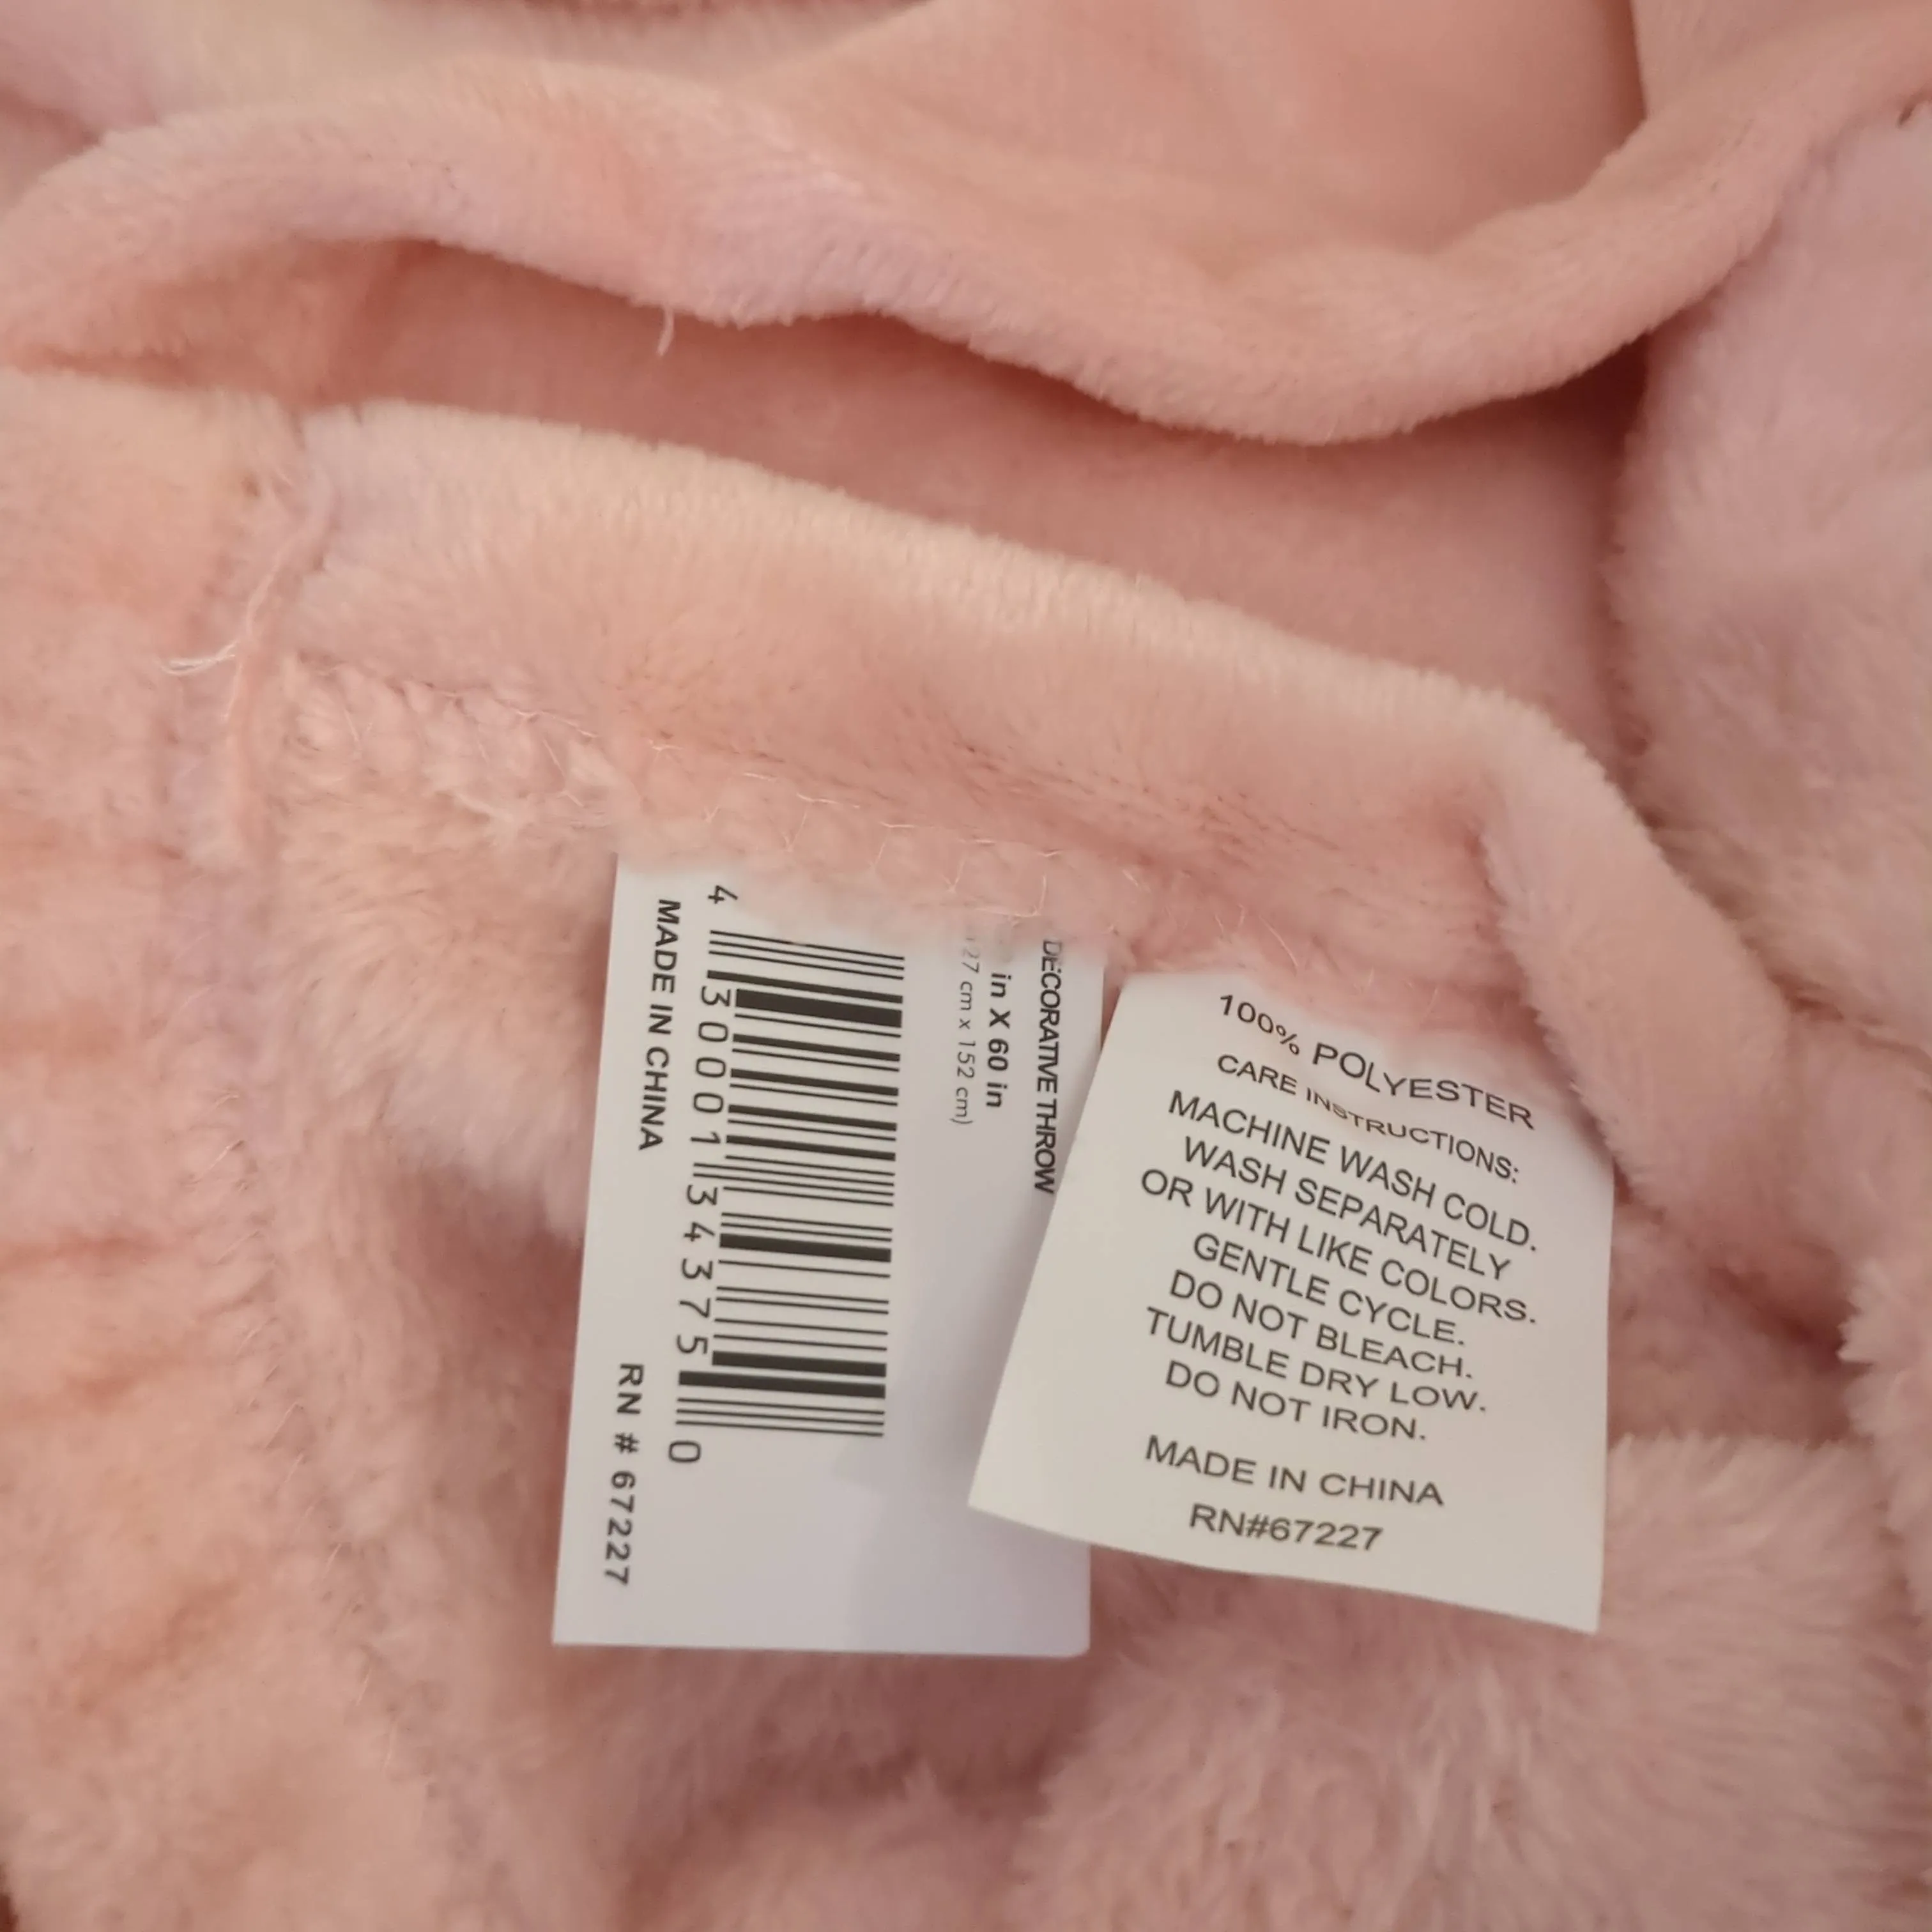 DECORATIVE THROW
in X 60 in
27 cm x 152 cm)
4 30001 34375 0
MADE IN CHINA
RN # 67227
100% POLYESTER
CARE INSTRUCTIONS:
MACHINE WASH COLD.
WASH SEPARATELY
OR WITH LIKE COLORS.
GENTLE CYCLE.
DO NOT BLEACH.
TUMBLE DRY LOW.
DO NOT IRON.
MADE IN CHINA
RN#67227